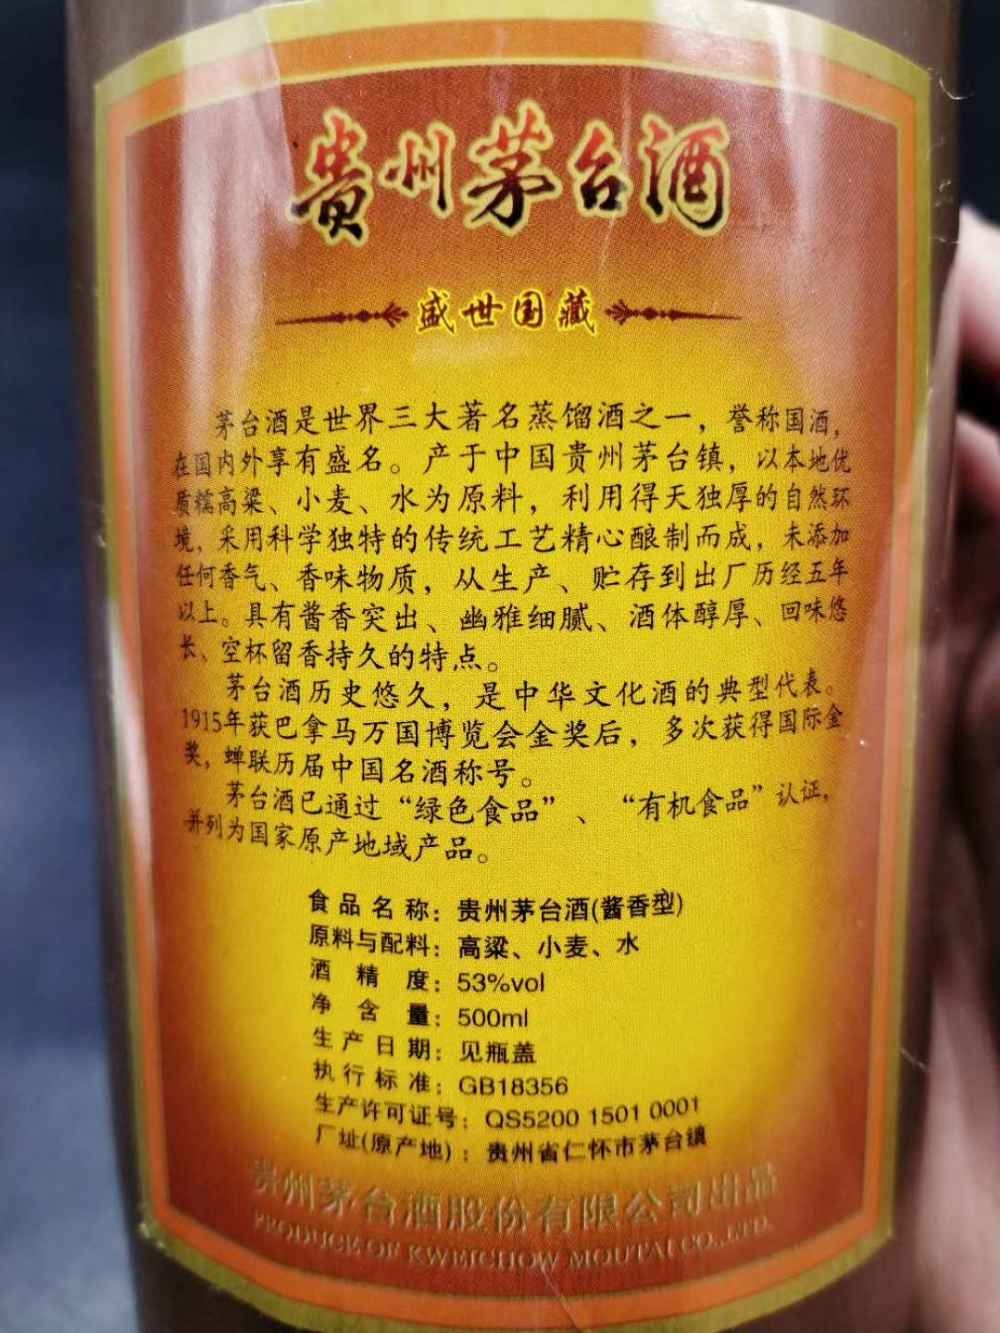 贵州茅台酒
盛世国藏
茅台酒是世界三大著名蒸馏酒之一，誉称国酒，
在国内外享有盛名。产于中国贵州茅台镇，以本地优
质糯高粱、小麦、水为原料，利用得天独厚的自然环
境，采用科学独特的传统工艺精心酿制而成，未添加
任何香气、香味物质，从生产、贮存到出厂历经五年
以上。具有酱香突出、幽雅细腻、酒体醇厚、回味悠
长、空杯留香持久的特点。
茅台酒历史悠久，是中华文化酒的典型代表。
1915年获巴拿马万国博览会金奖后，多次获得国际金
奖，蝉联历届中国名酒称号。
茅台酒已通过“绿色食品”、“有机食品”认证，
并列为国家原产地域产品。
食品名称：贵州茅台酒(酱香型)
原料与配料：高粱、小麦、水
酒精度：53%vol
净含量：500ml
生产日期：见瓶盖
执行标准：GB18356
生产许可证号：QS5200 1501 0001
厂址(原产地)：贵州省仁怀市茅台镇
贵州茅台酒股份有限公司出品
PRODUCE OF KWEICHOW MOUTAI CO., LTD.